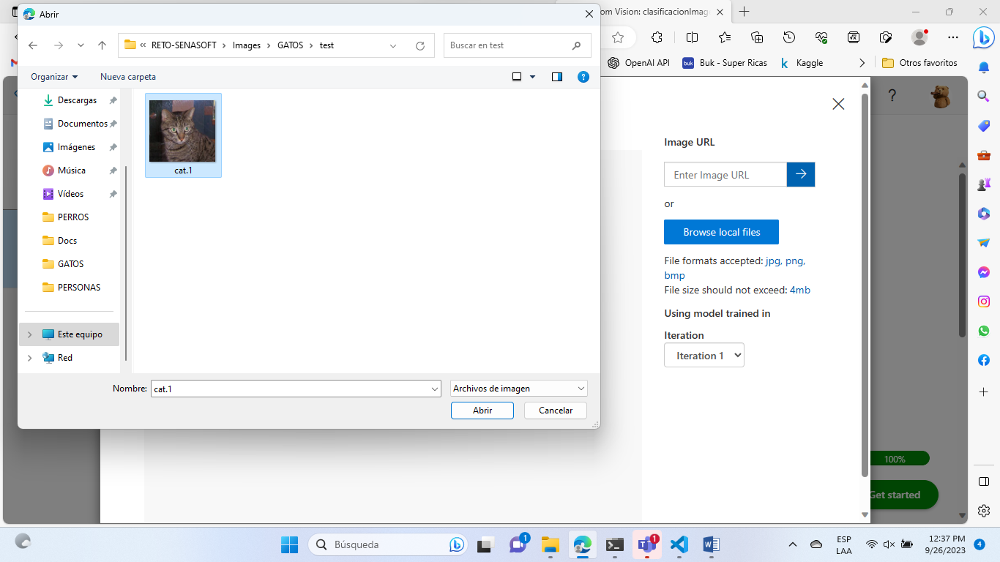 Abrir
om Vision: clasificacionImag
RETO-SENASOFT
Images
GATOS
test
Buscar en test
OpenAI API
Buk - Super Ricas
Kaggle
Otros favoritos
Organizar
Nueva carpeta
Descargas
Documentos
Imágenes
Música
Vídeos
PERROS
Docs
GATOS
PERSONAS
Este equipo
Red
cat.1
Nombre:
cat.1
Archivos de imagen
Abrir
Cancelar
Image URL
Enter Image URL
or
Browse local files
File formats accepted: jpg, png,
bmp
File size should not exceed: 4mb
Using model trained in
Iteration
Iteration 1
?
100%
Get started
Búsqueda
1
1
ESP
LAA
12:37 PM
9/26/2023
4